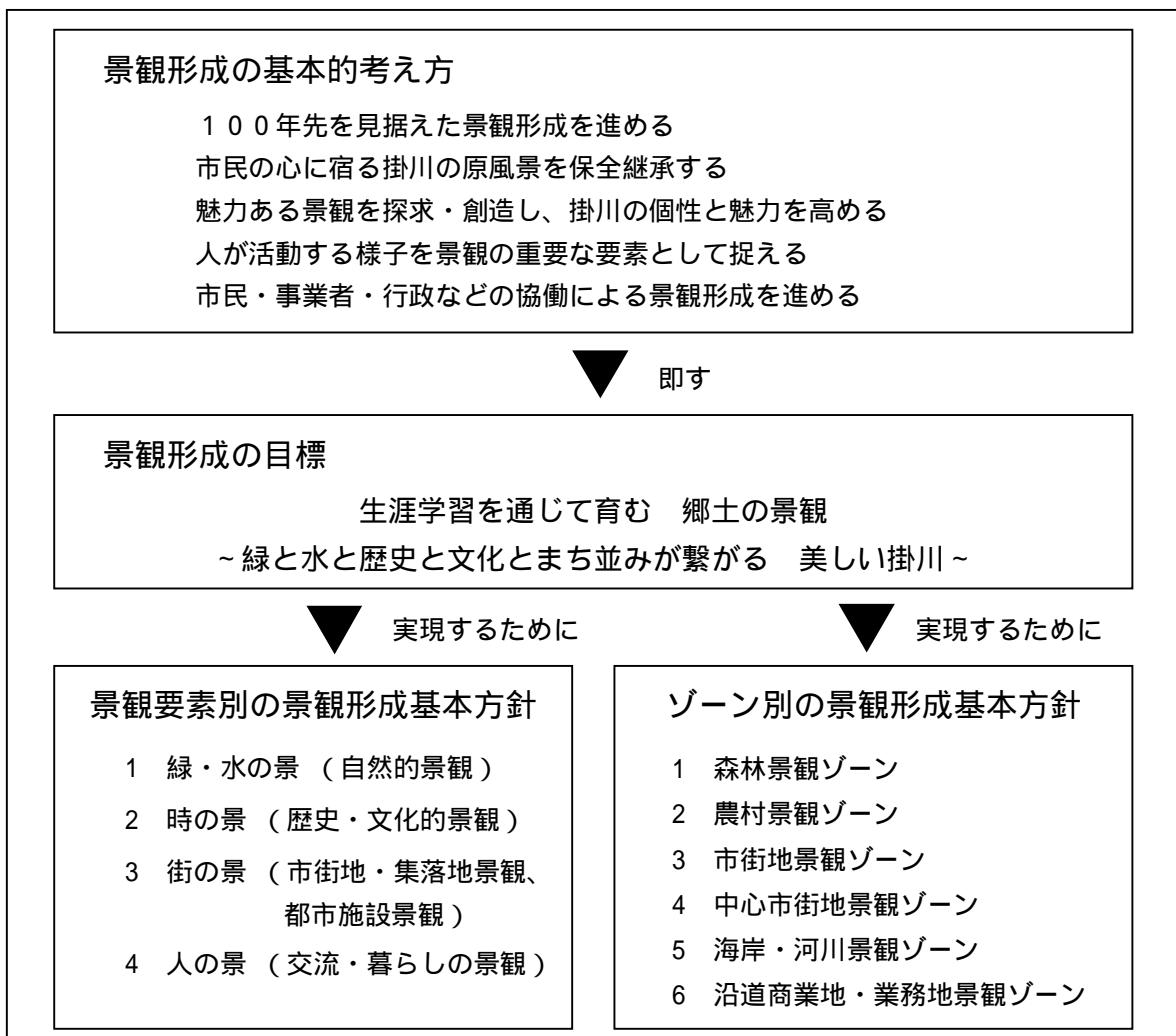 景観形成の基本的考え方
１００年先を見据えた景観形成を進める
市民の心に宿る掛川の原風景を保全継承する
魅力ある景観を探求・創造し、掛川の個性と魅力を高める
人が活動する様子を景観の重要な要素として捉える
市民・事業者・行政などの協働による景観形成を進める
即す
景観形成の目標
生涯学習を通じて育む　郷土の景観
~緑と水と歴史と文化とまち並みが繋がる　美しい掛川~
実現するために
実現するために
景観要素別の景観形成基本方針
1　緑・水の景　（自然的景観）
2　時の景　（歴史・文化的景観）
3　街の景　（市街地・集落地景観、
都市施設景観）
4　人の景　（交流・暮らしの景観）
ゾーン別の景観形成基本方針
1　森林景観ゾーン
2　農村景観ゾーン
3　市街地景観ゾーン
4　中心市街地景観ゾーン
5　海岸・河川景観ゾーン
6　沿道商業地・業務地景観ゾーン